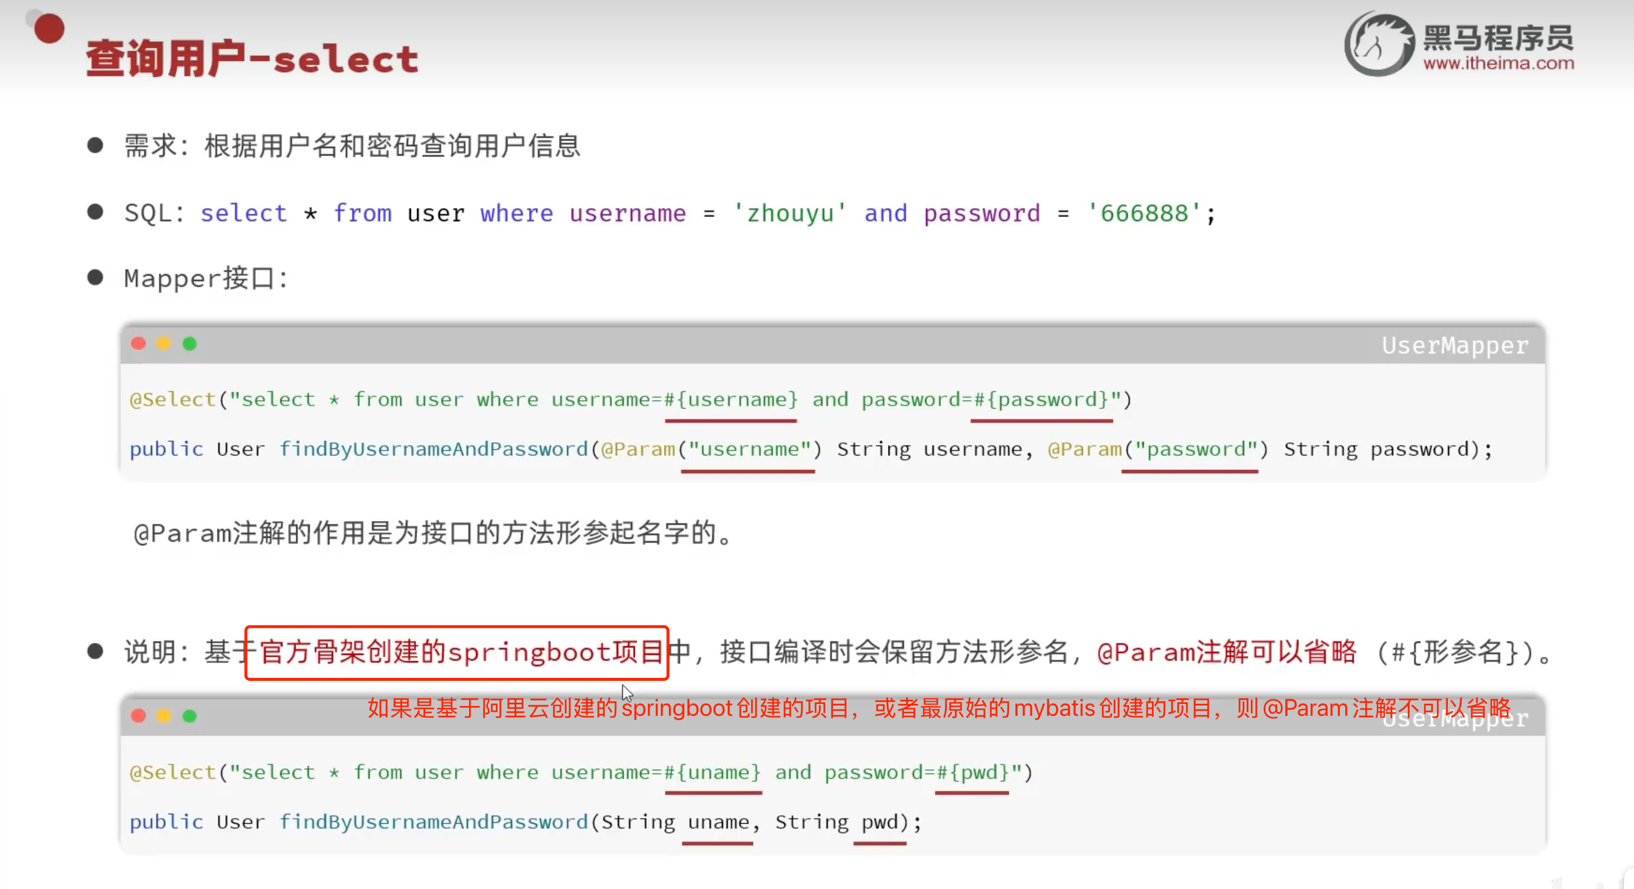 查询用户-select
黑马程序员
www.itheima.com
● 需求：根据用户名和密码查询用户信息
● SQL：select * from user where username = 'zhouyu' and password = '666888';
● Mapper接口：
UserMapper
@Select("select * from user where username=#{username} and password=#{password}")
public User findByUsernameAndPassword(@Param("username") String username, @Param("password") String password);
@Param注解的作用是为接口的方法形参起名字的。
● 说明：基于官方骨架创建的springboot项目中，接口编译时会保留方法形参名，@Param注解可以省略 (#{形参名})。
如果是基于阿里云创建的springboot创建的项目，或者最原始的mybatis创建的项目，则@Param注解不可以省略
UserMapper
@Select("select * from user where username=#{uname} and password=#{pwd}")
public User findByUsernameAndPassword(String uname, String pwd);